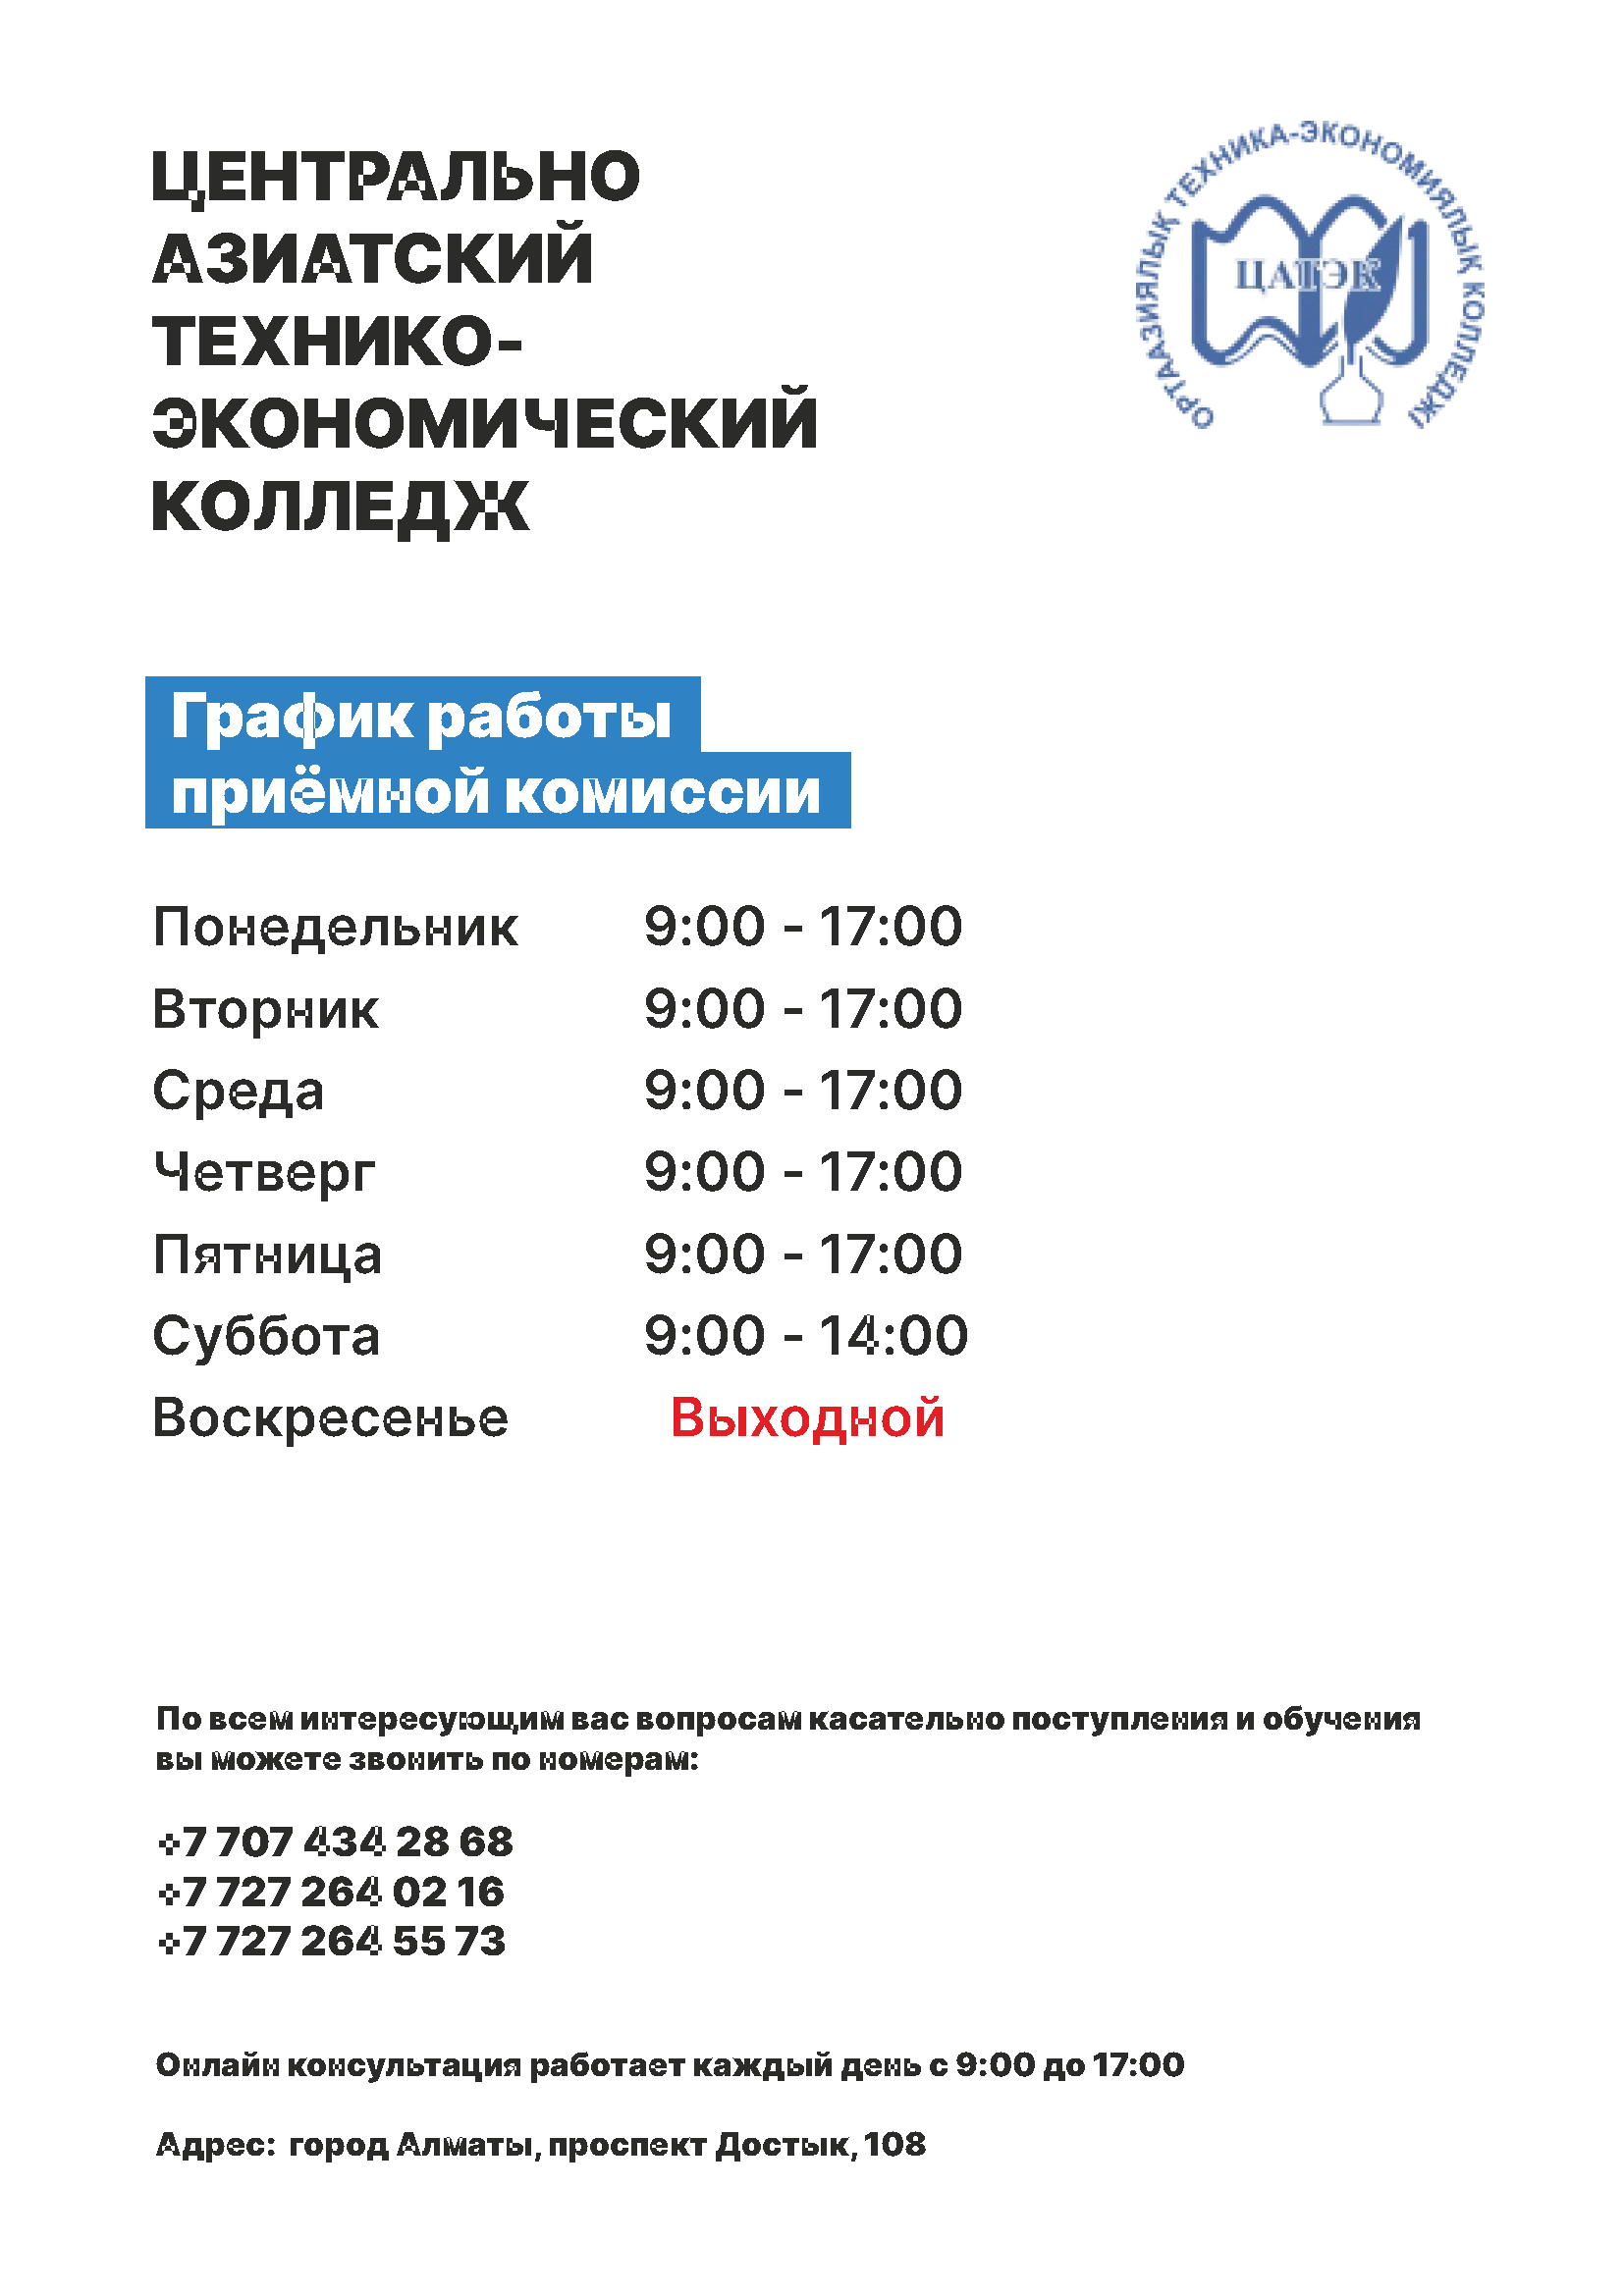 ЦЕНТРАЛЬНО
АЗИАТСКИЙ
ТЕХНИКО-
ЭКОНОМИЧЕСКИЙ
КОЛЛЕДЖ
ОРТААЗИЯЛЫҚ ТЕХНИКА-ЭКОНОМИЯЛЫҚ КОЛЛЕДЖІ
ЦАТЭК
График работы
приёмной комиссии
Понедельник 9:00 - 17:00
Вторник 9:00 - 17:00
Среда 9:00 - 17:00
Четверг 9:00 - 17:00
Пятница 9:00 - 17:00
Суббота 9:00 - 14:00
Воскресенье Выходной
По всем интересующим вас вопросам касательно поступления и обучения
вы можете звонить по номерам:
+7 707 434 28 68
+7 727 264 02 16
+7 727 264 55 73
Онлайн консультация работает каждый день с 9:00 до 17:00
Адрес: город Алматы, проспект Достык, 108